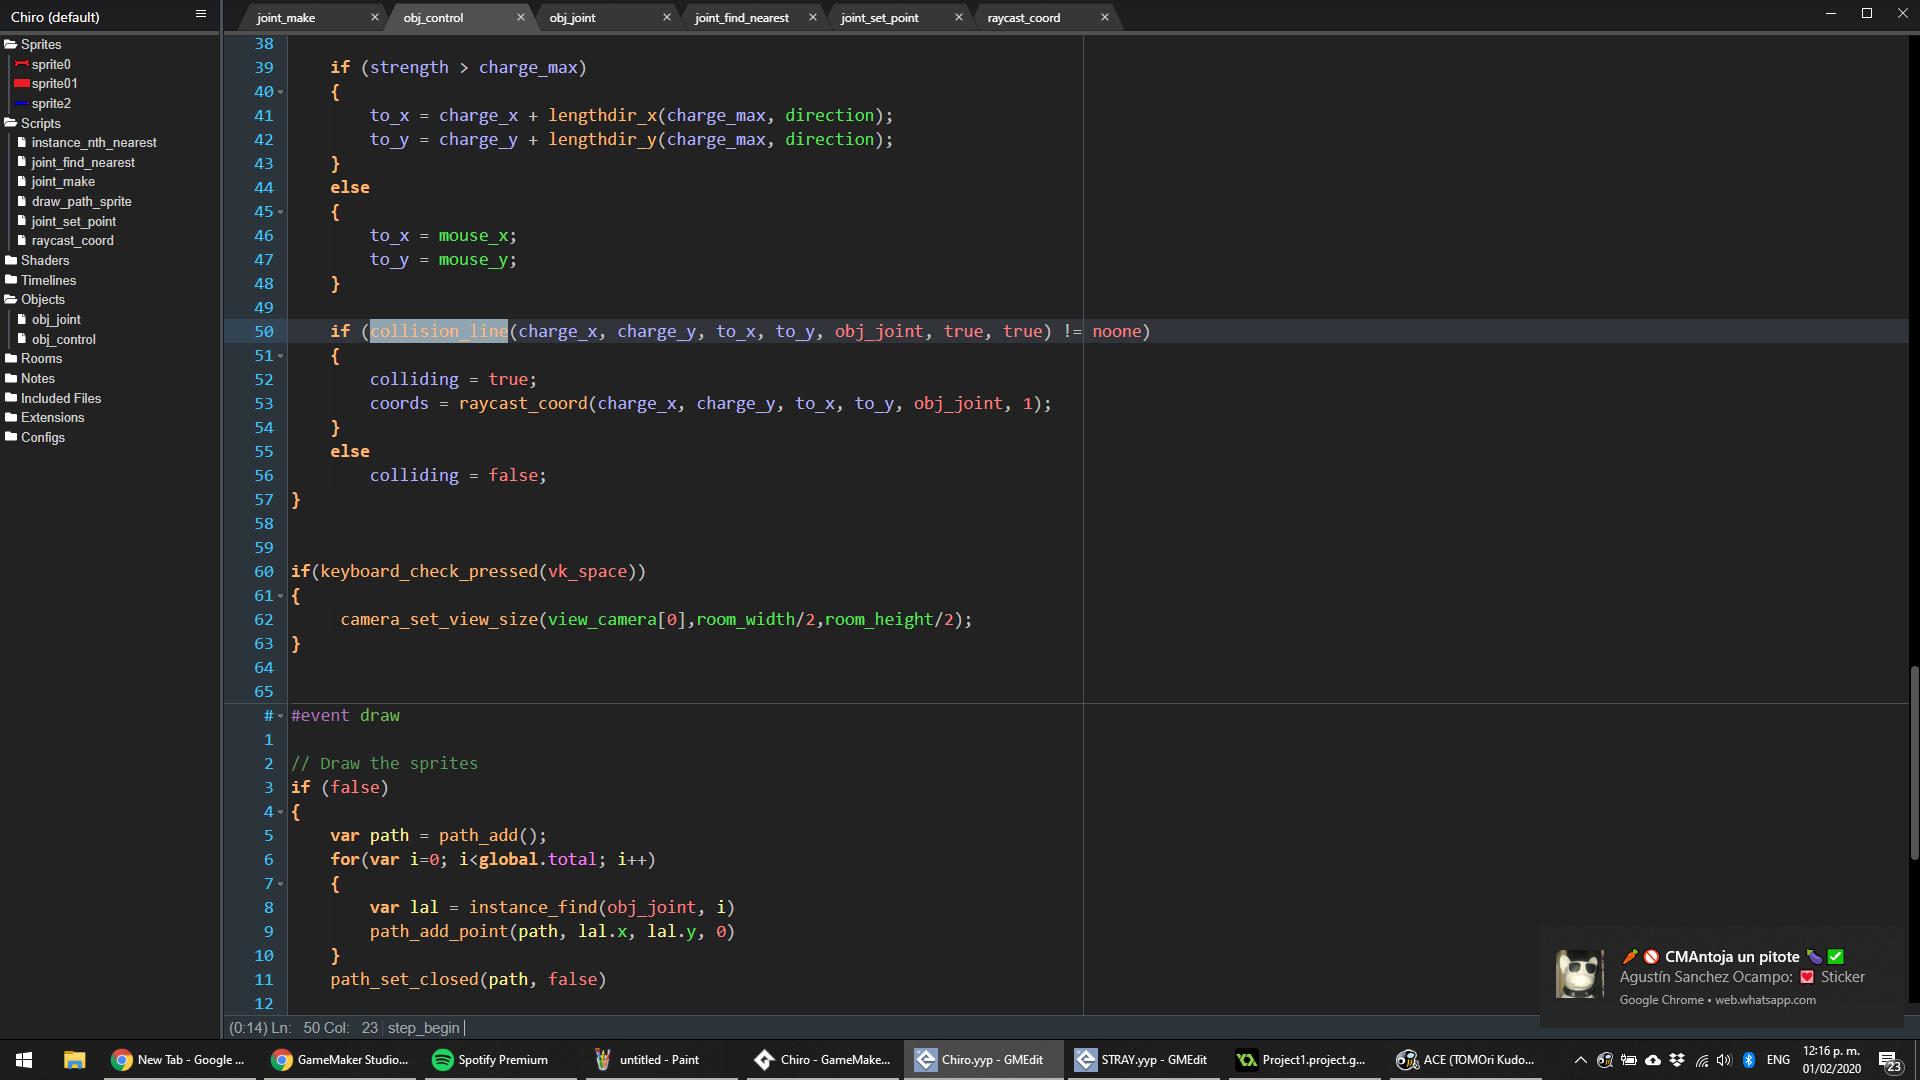 Chiro (default)
joint_make
obj_control
obj_joint
joint_find_nearest
joint_set_point
raycast_coord
Sprites
sprite0
sprite01
sprite2
Scripts
instance_nth_nearest
joint_find_nearest
joint_make
draw_path_sprite
joint_set_point
raycast_coord
Shaders
Timelines
Objects
obj_joint
obj_control
Rooms
Notes
Included Files
Extensions
Configs
38
39 if (strength > charge_max)
40 {
41 to_x = charge_x + lengthdir_x(charge_max, direction);
42 to_y = charge_y + lengthdir_y(charge_max, direction);
43 }
44 else
45 {
46 to_x = mouse_x;
47 to_y = mouse_y;
48 }
49
50 if (collision_line(charge_x, charge_y, to_x, to_y, obj_joint, true, true) != noone)
51 {
52 colliding = true;
53 coords = raycast_coord(charge_x, charge_y, to_x, to_y, obj_joint, 1);
54 }
55 else
56 colliding = false;
57 }
58
59
60 if(keyboard_check_pressed(vk_space))
61 {
62 camera_set_view_size(view_camera[0],room_width/2,room_height/2);
63 }
64
65
# #event draw
1
2 // Draw the sprites
3 if (false)
4 {
5 var path = path_add();
6 for(var i=0; i<global.total; i++)
7 {
8 var lal = instance_find(obj_joint, i)
9 path_add_point(path, lal.x, lal.y, 0)
10 }
11 path_set_closed(path, false)
12
(0:14) Ln: 50 Col: 23 step_begin
🥕🚫 CMAntoja un pitote 🍆✅
Agustín Sanchez Ocampo: 💟 Sticker
Google Chrome • web.whatsapp.com
New Tab - Google ...
GameMaker Studio...
Spotify Premium
untitled - Paint
Chiro - GameMake...
Chiro.yyp - GMEdit
STRAY.yyp - GMEdit
Project1.project.g...
ACE (TOMOri Kudo...
ENG
12:16 p. m.
01/02/2020
23